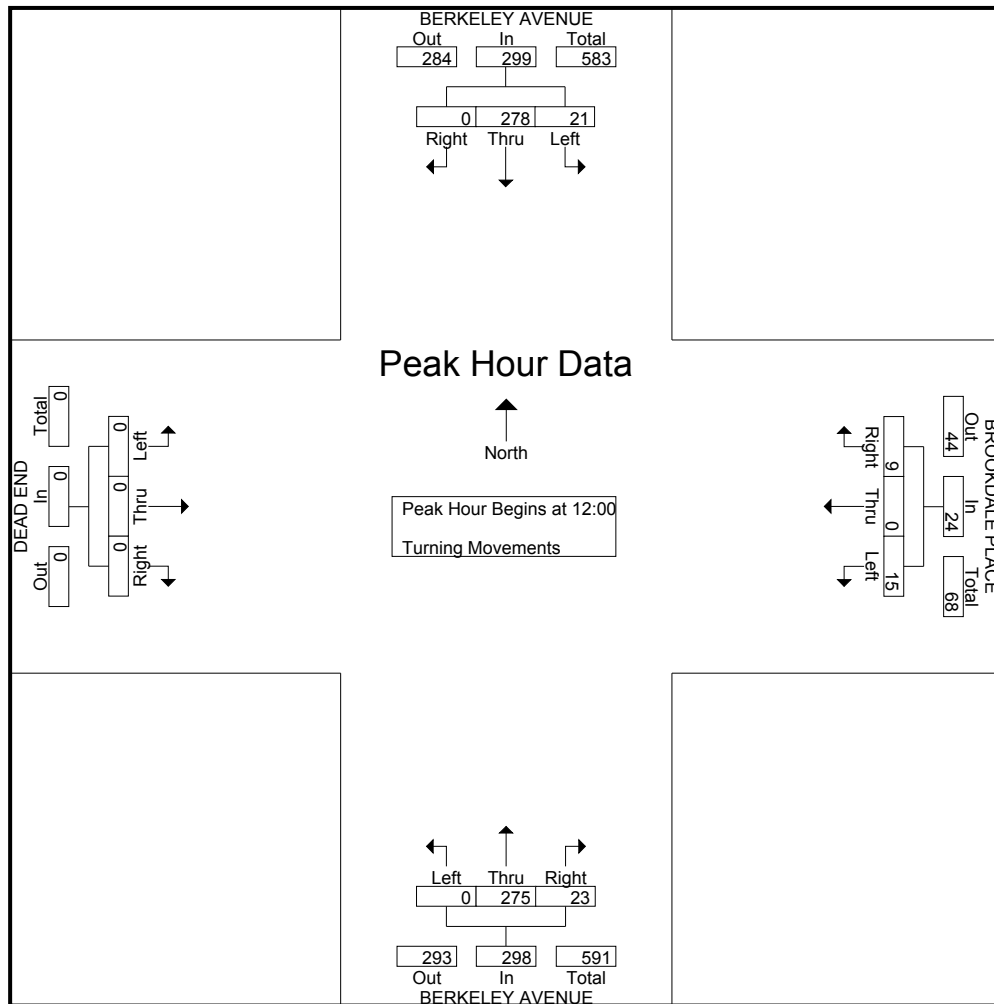 BERKELEY AVENUE
Out In Total
284 299 583
0 278 21
Right Thru Left
Peak Hour Data
North
Peak Hour Begins at 12:00
Turning Movements
DEAD END
Total In Out
0 0 0
0 0 0
Left Thru Right
BROOKDALE PLACE
Out In Total
44 24 68
9 0 15
Right Thru Left
Left Thru Right
0 275 23
293 298 591
Out In Total
BERKELEY AVENUE